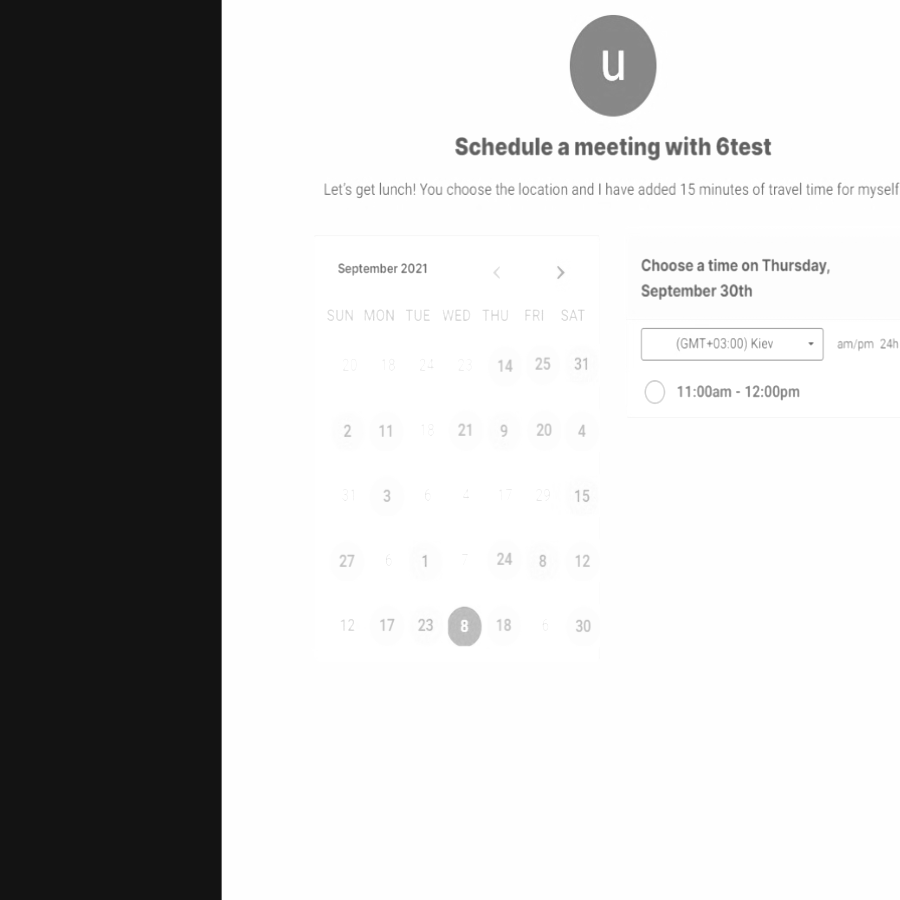 u
Schedule a meeting with 6test
Let's get lunch! You choose the location and I have added 15 minutes of travel time for myself
September 2021
SUN MON TUE WED THU FRI SAT
20 18 24 23 14 25 31
2 11 18 21 9 20 4
31 3 6 4 17 29 15
27 6 1 7 24 8 12
12 17 23 8 18 6 30
Choose a time on Thursday,
September 30th
(GMT+03:00) Kiev am/pm 24h
11:00am - 12:00pm